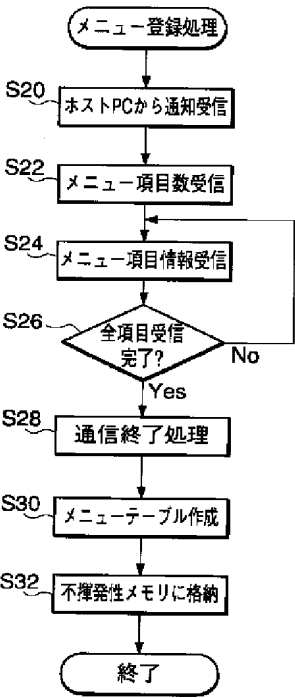 メニュー登録処理
S20
ホストPCから通知受信
S22
メニュー項目数受信
S24
メニュー項目情報受信
S26
全項目受信
完了?
No
Yes
S28
通信終了処理
S30
メニューテーブル作成
S32
不揮発性メモリに格納
終了